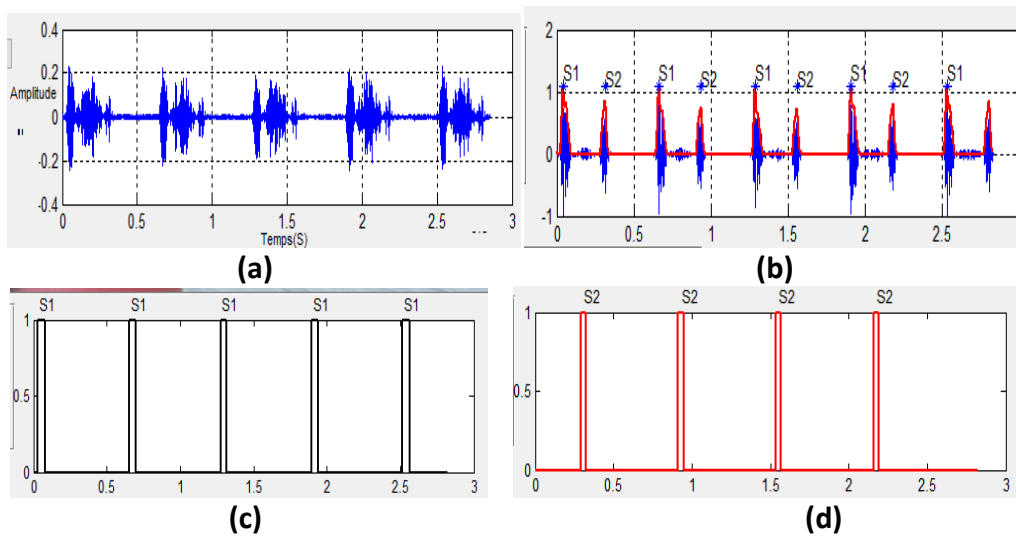 0.4
0.2
Amplitude
0
-0.2
-0.4
0 0.5 1 1.5 2 2.5 3
Temps(S)
(a)
2
S1 S2 S1 S2 S1 S2 S1 S2 S1
1
0
-1
0 0.5 1 1.5 2 2.5
(b)
S1 S1 S1 S1 S1
1
0.5
0
0 0.5 1 1.5 2 2.5 3
(c)
S2 S2 S2 S2
1
0.5
0
0 0.5 1 1.5 2 2.5 3
(d)